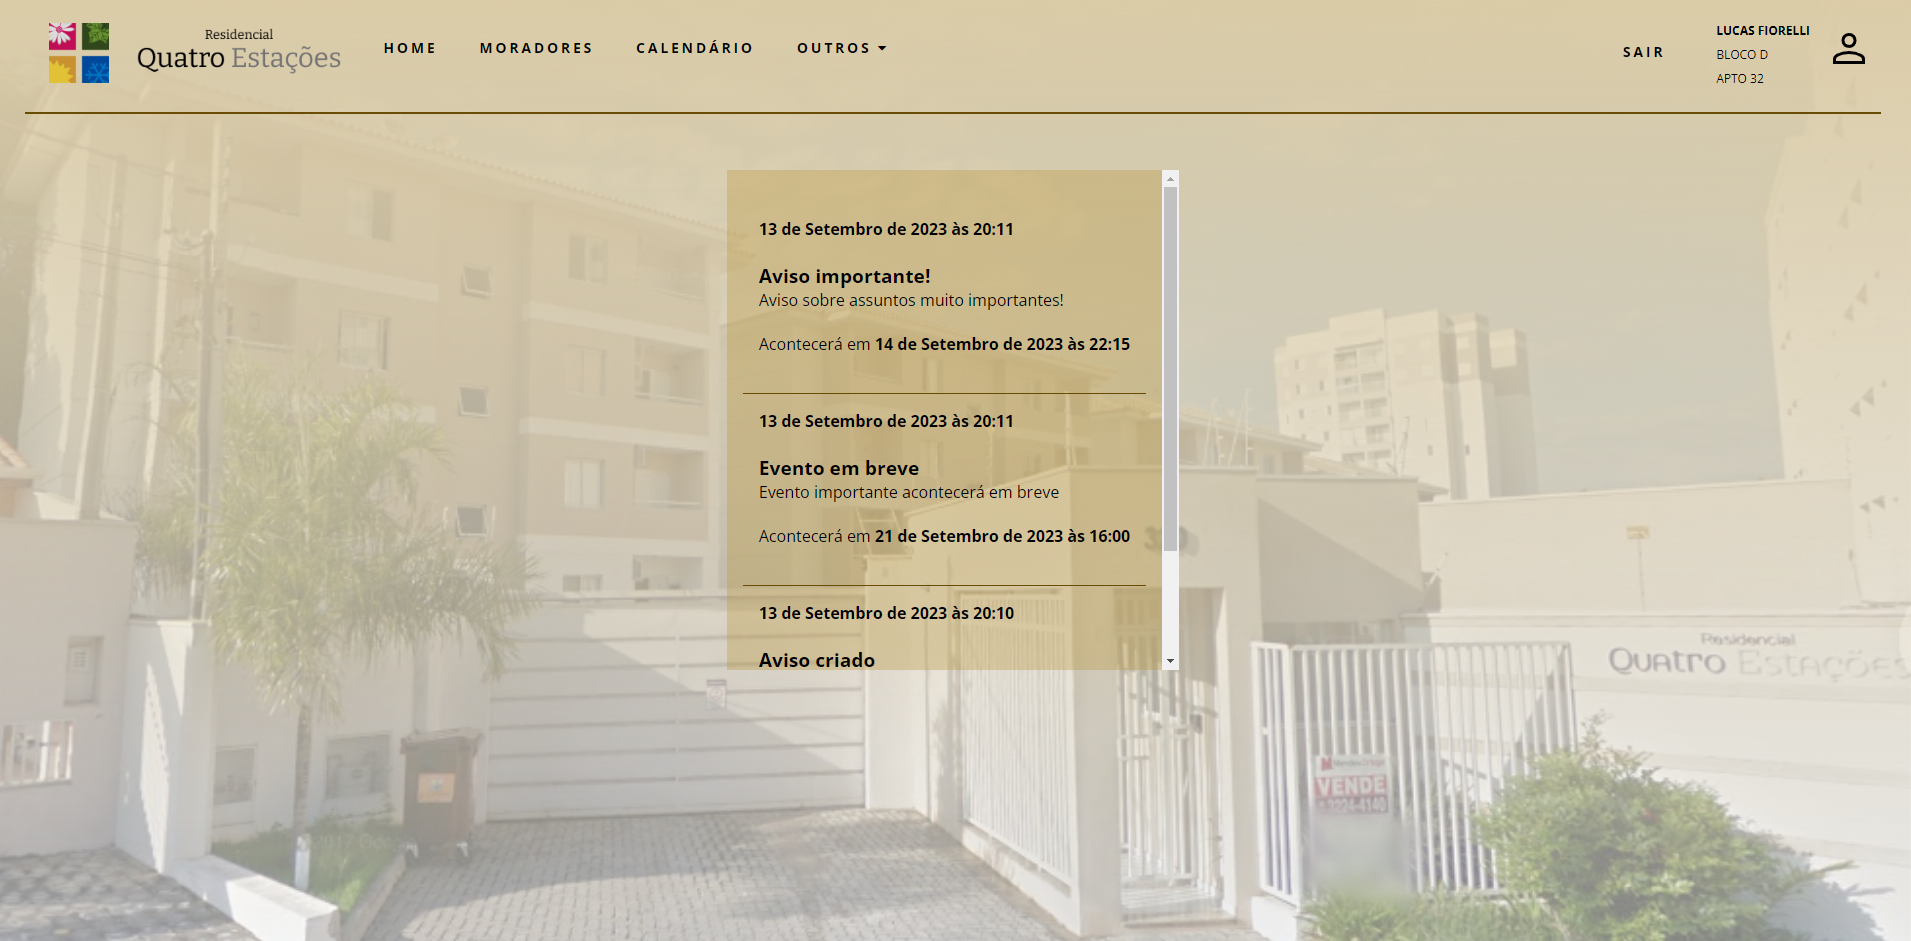 Residencial
Quatro Estações
HOME
MORADORES
CALENDÁRIO
OUTROS
SAIR
LUCAS FIORELLI
BLOCO D
APTO 32
13 de Setembro de 2023 às 20:11
Aviso importante!
Aviso sobre assuntos muito importantes!
Acontecerá em 14 de Setembro de 2023 às 22:15
13 de Setembro de 2023 às 20:11
Evento em breve
Evento importante acontecerá em breve
Acontecerá em 21 de Setembro de 2023 às 16:00
13 de Setembro de 2023 às 20:10
Aviso criado
Residencial
Quatro Estações
VENDE
3224-4140